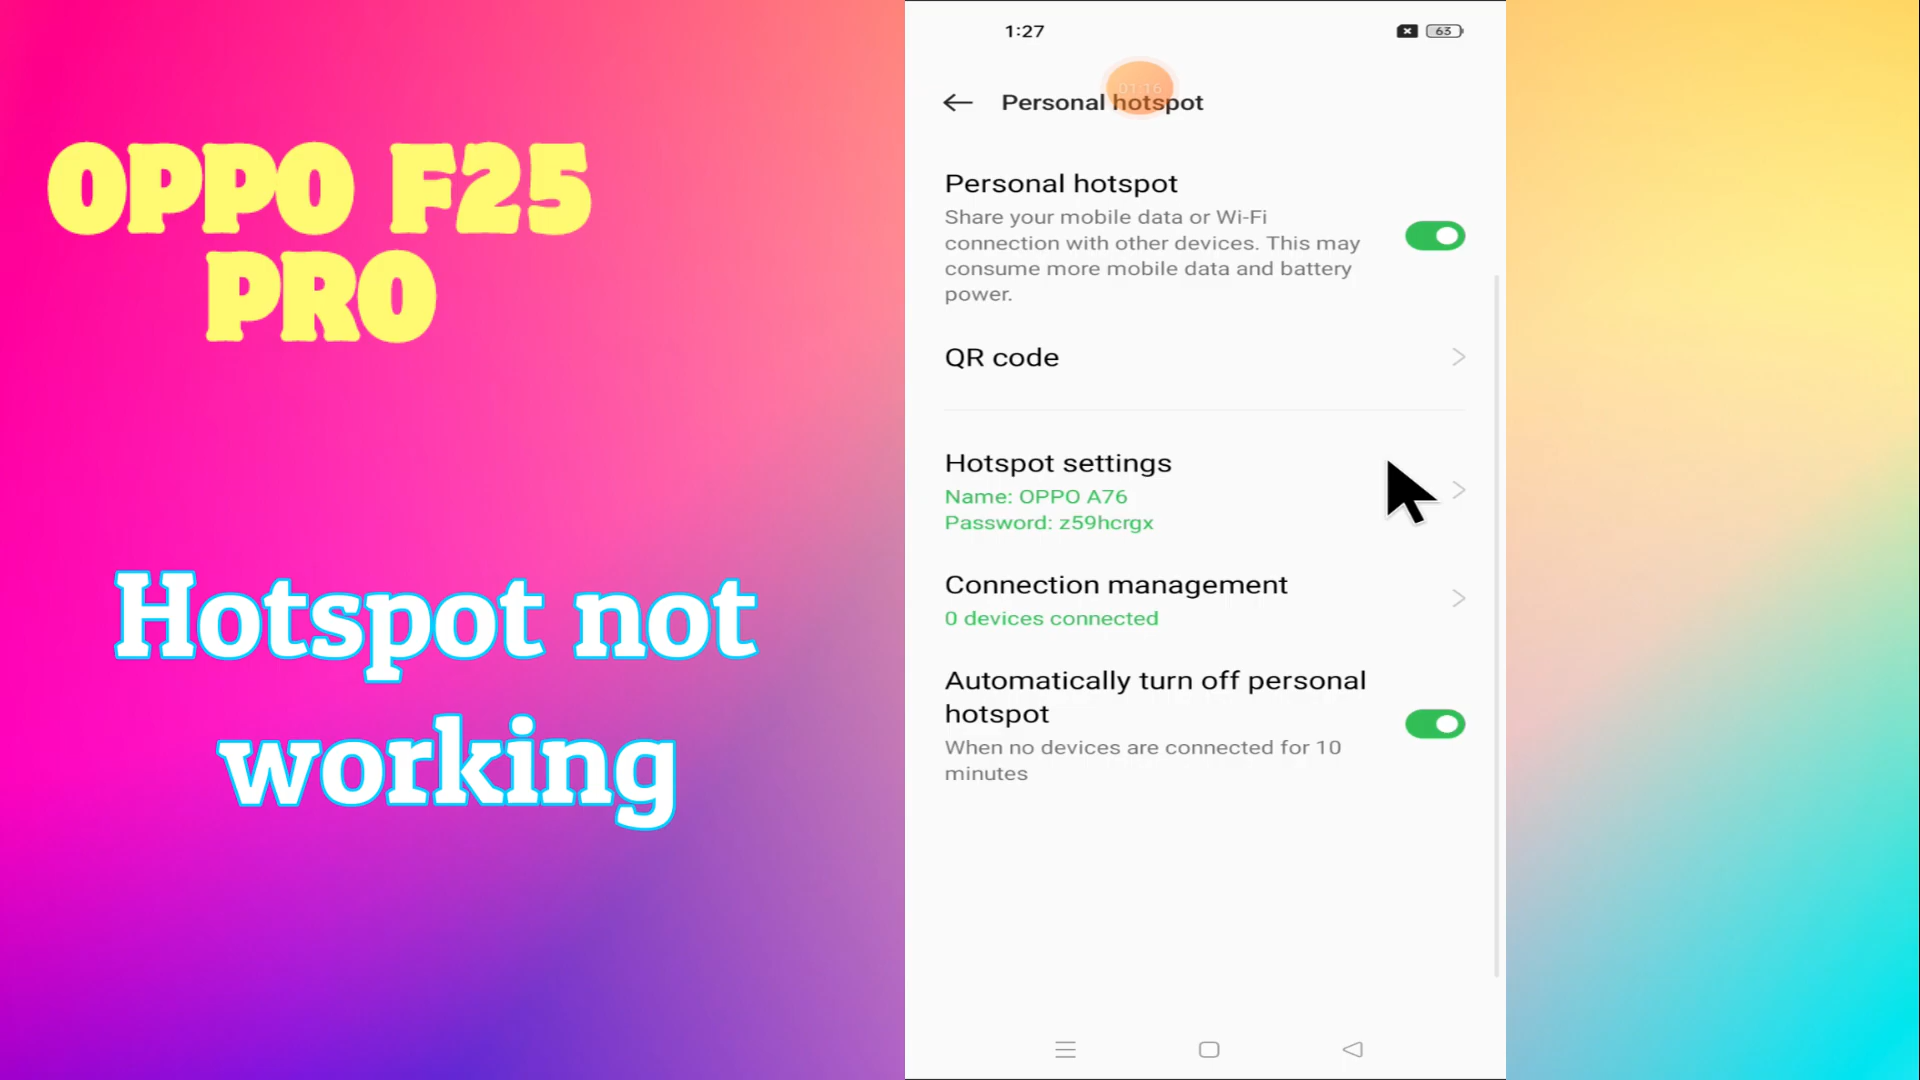 OPPO F25
PRO
Hotspot not
working
1:27
63
01:16
Personal hotspot
Personal hotspot
Share your mobile data or Wi-Fi
connection with other devices. This may
consume more mobile data and battery
power.
QR code
Hotspot settings
Name: OPPO A76
Password: z59hcrgx
Connection management
0 devices connected
Automatically turn off personal
hotspot
When no devices are connected for 10
minutes